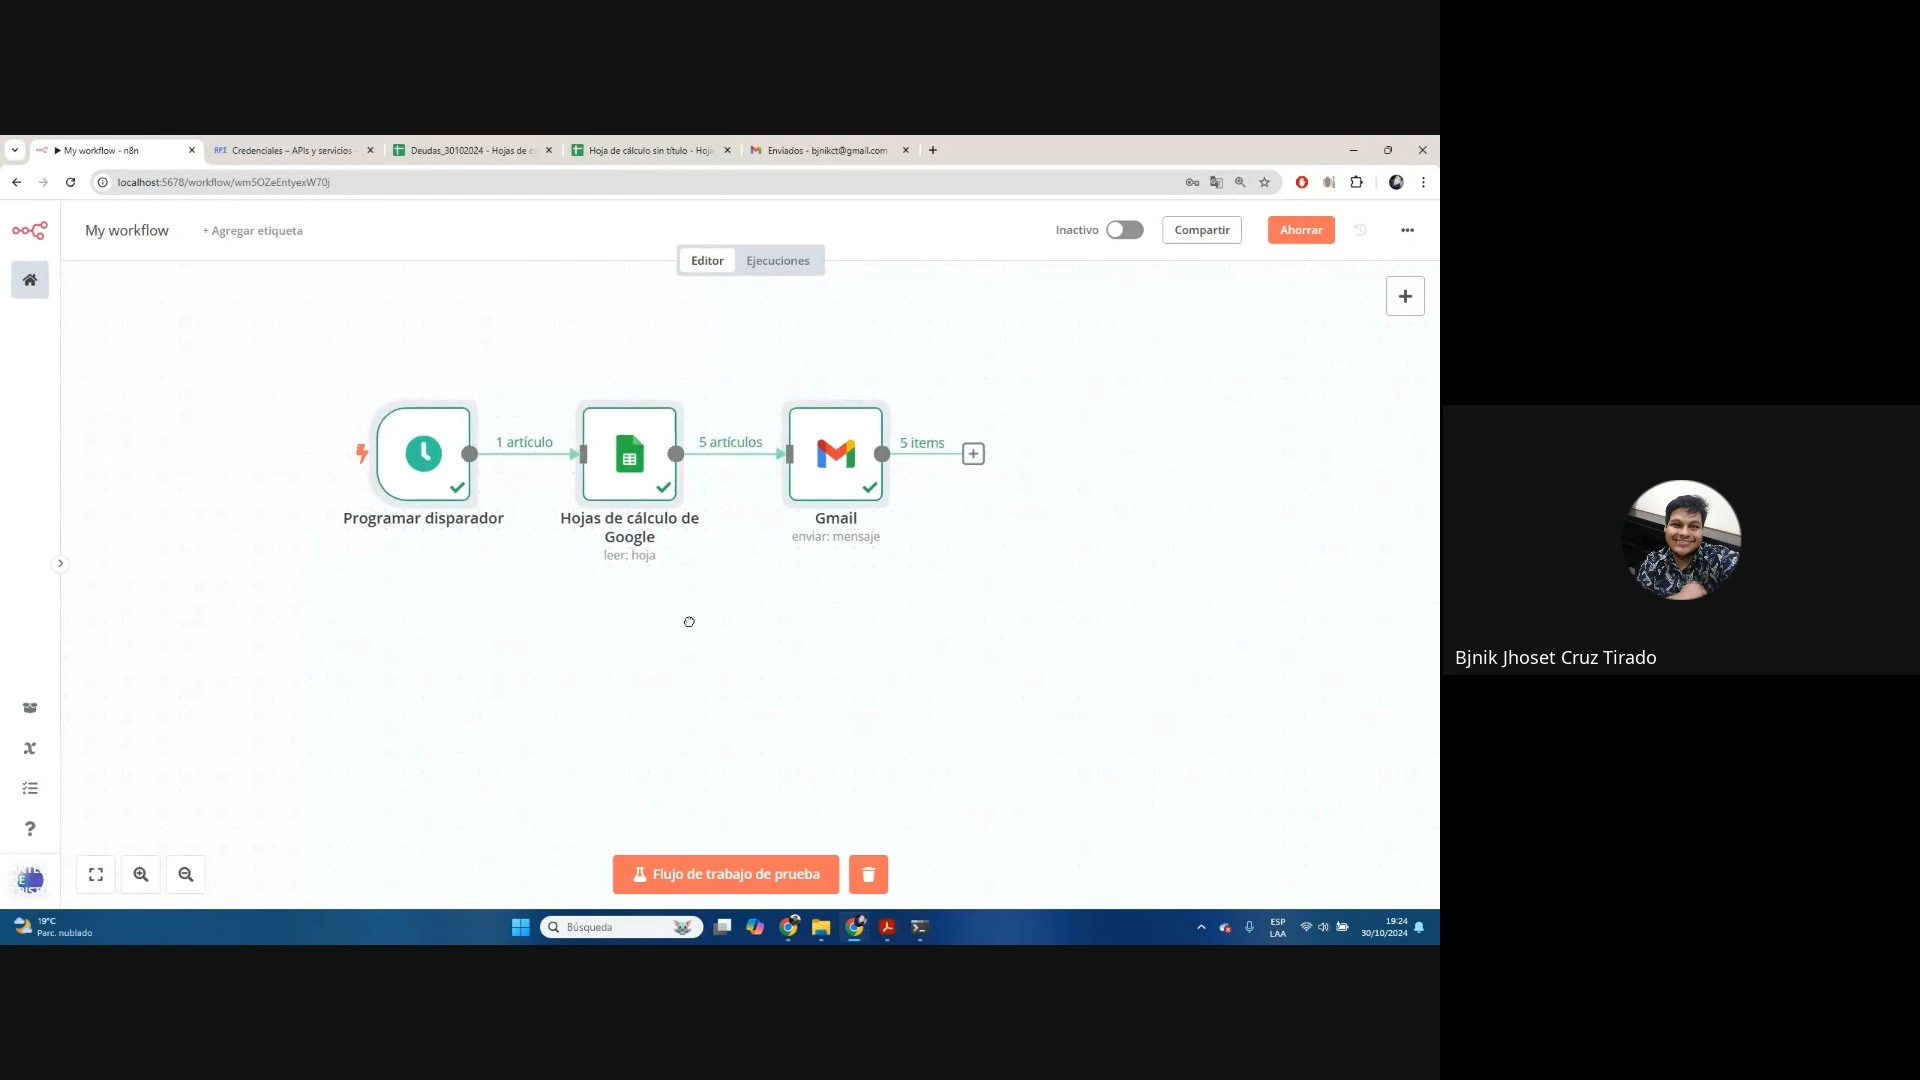 My workflow - n8n
API Credenciales – APIs y servicios -
Deudas_30102024 - Hojas de c
Hoja de cálculo sin título - Hoja
Enviados - bjnikct@gmail.com
localhost:5678/workflow/wm5OZeEntyexW70j
My workflow
+ Agregar etiqueta
Inactivo
Compartir
Ahorrar
Editor
Ejecuciones
1 artículo
5 artículos
5 items
Programar disparador
Hojas de cálculo de
Google
leer: hoja
Gmail
enviar: mensaje
Bjnik Jhoset Cruz Tirado
Flujo de trabajo de prueba
19°C
Parc. nublado
Búsqueda
ESP
LAA
19:24
30/10/2024